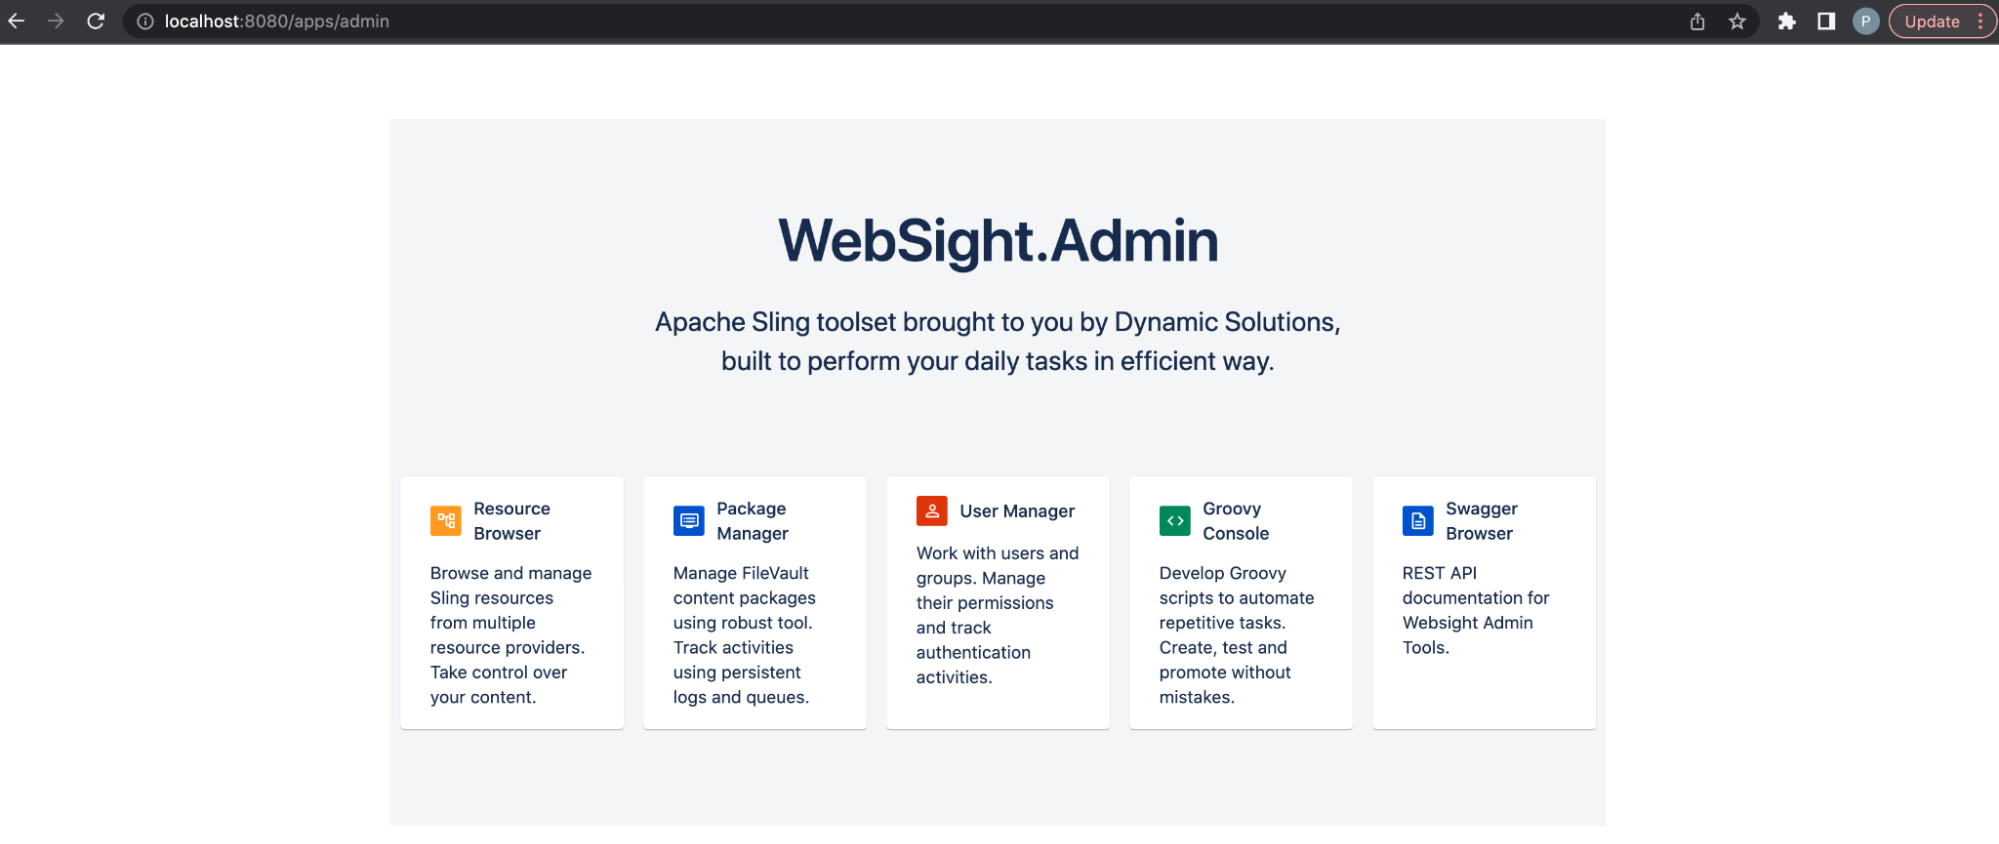 localhost:8080/apps/admin
P
Update
WebSight.Admin
Apache Sling toolset brought to you by Dynamic Solutions,
built to perform your daily tasks in efficient way.
Resource
Browser
Browse and manage
Sling resources
from multiple
resource providers.
Take control over
your content.
Package
Manager
Manage FileVault
content packages
using robust tool.
Track activities
using persistent
logs and queues.
User Manager
Work with users and
groups. Manage
their permissions
and track
authentication
activities.
Groovy
Console
Develop Groovy
scripts to automate
repetitive tasks.
Create, test and
promote without
mistakes.
Swagger
Browser
REST API
documentation for
Websight Admin
Tools.